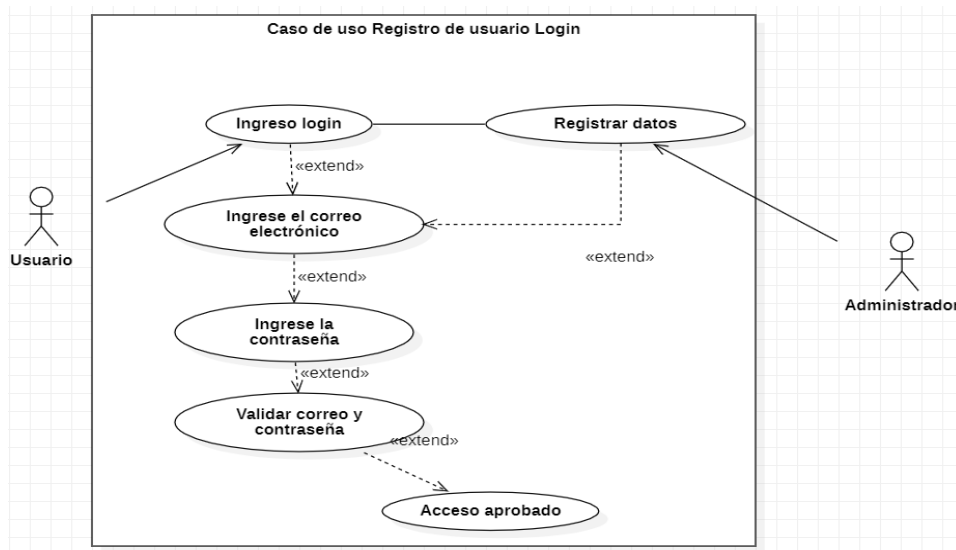 Caso de uso Registro de usuario Login
Ingreso login
Registrar datos
«extend»
Ingrese el correo
electrónico
Usuario
«extend»
Administrador
«extend»
Ingrese la
contraseña
«extend»
Validar correo y
contraseña
«extend»
Acceso aprobado